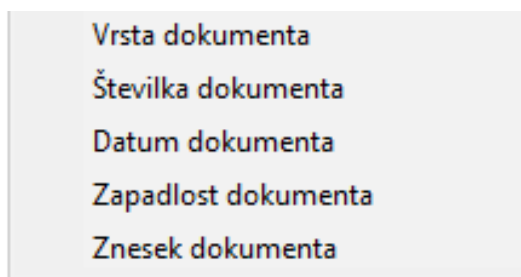 Vrsta dokumenta
Številka dokumenta
Datum dokumenta
Zapadlost dokumenta
Znesek dokumenta